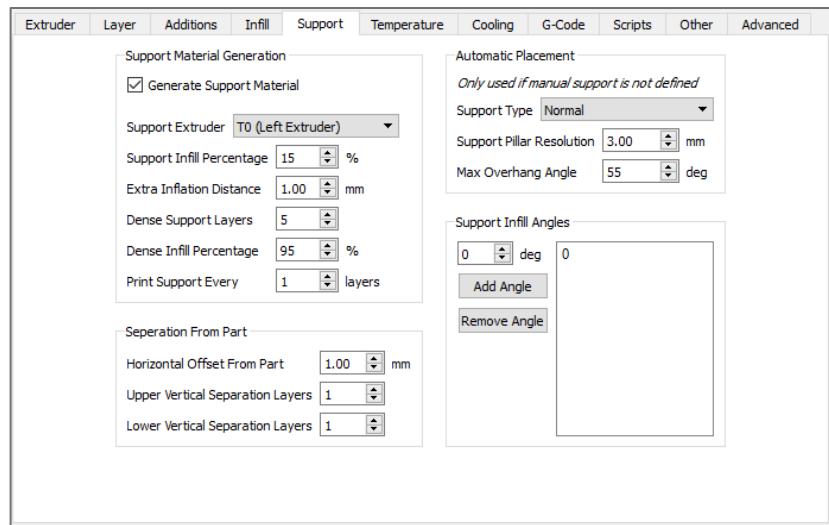 Extruder Layer Additions Infill Support Temperature Cooling G-Code Scripts Other Advanced
Support Material Generation
Generate Support Material
Support Extruder T0 (Left Extruder)
Support Infill Percentage 15 %
Extra Inflation Distance 1.00 mm
Dense Support Layers 5
Dense Infill Percentage 95 %
Print Support Every 1 layers
Seperation From Part
Horizontal Offset From Part 1.00 mm
Upper Vertical Separation Layers 1
Lower Vertical Separation Layers 1
Automatic Placement
Only used if manual support is not defined
Support Type Normal
Support Pillar Resolution 3.00 mm
Max Overhang Angle 55 deg
Support Infill Angles
0 deg 0
Add Angle
Remove Angle